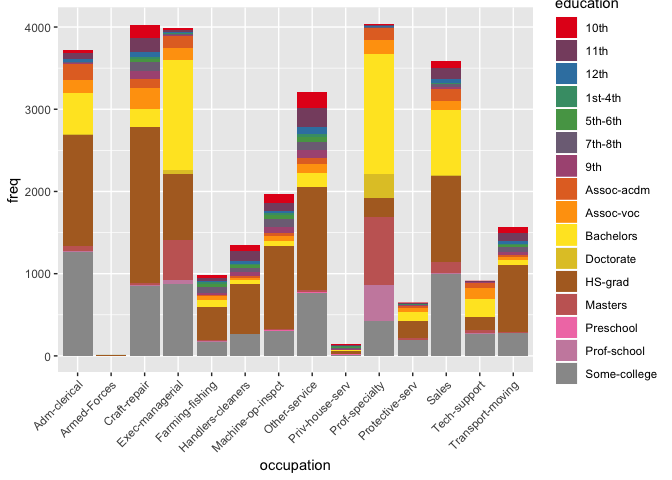 education
10th
11th
12th
1st-4th
5th-6th
7th-8th
9th
Assoc-acdm
Assoc-voc
Bachelors
Doctorate
HS-grad
Masters
Preschool
Prof-school
Some-college
freq
4000
3000
2000
1000
0
Adm-clerical
Armed-Forces
Craft-repair
Exec-managerial
Farming-fishing
Handlers-cleaners
Machine-op-inspct
Other-service
Priv-house-serv
Prof-specialty
Protective-serv
Sales
Tech-support
Transport-moving
occupation